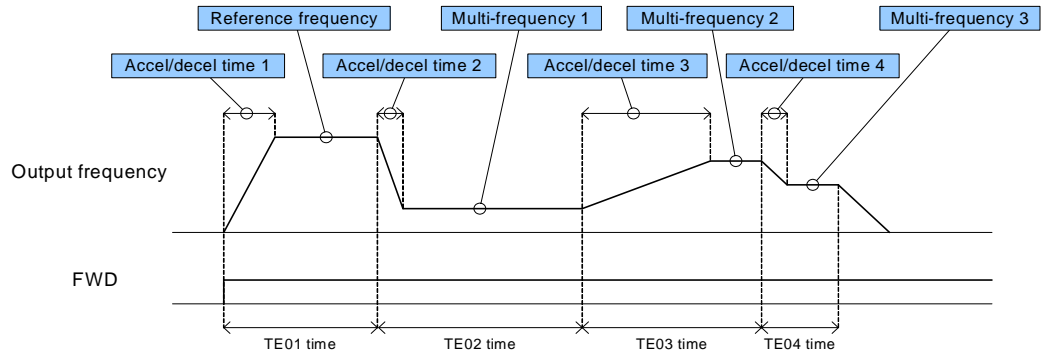 Reference frequency
Multi-frequency 1
Multi-frequency 2
Multi-frequency 3
Accel/decel time 1
Accel/decel time 2
Accel/decel time 3
Accel/decel time 4
Output frequency
FWD
TE01 time
TE02 time
TE03 time
TE04 time